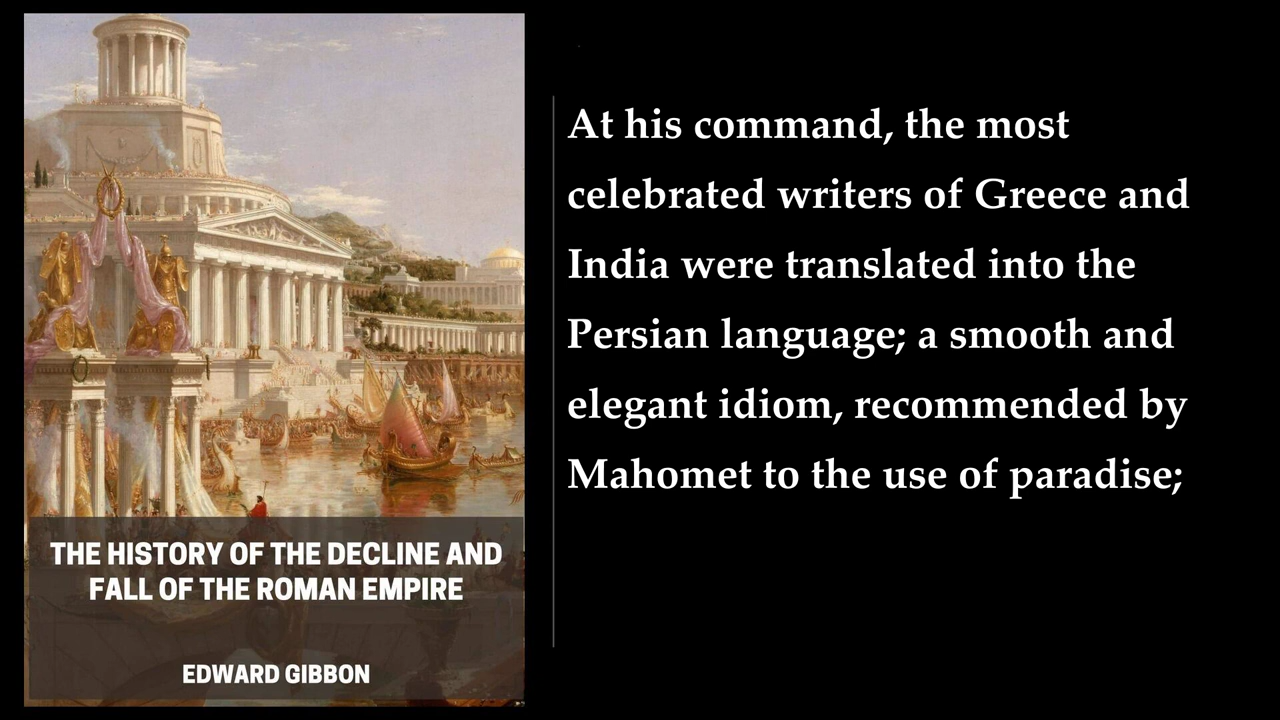 THE HISTORY OF THE DECLINE AND
FALL OF THE ROMAN EMPIRE
EDWARD GIBBON
At his command, the most
celebrated writers of Greece and
India were translated into the
Persian language; a smooth and
elegant idiom, recommended by
Mahomet to the use of paradise;